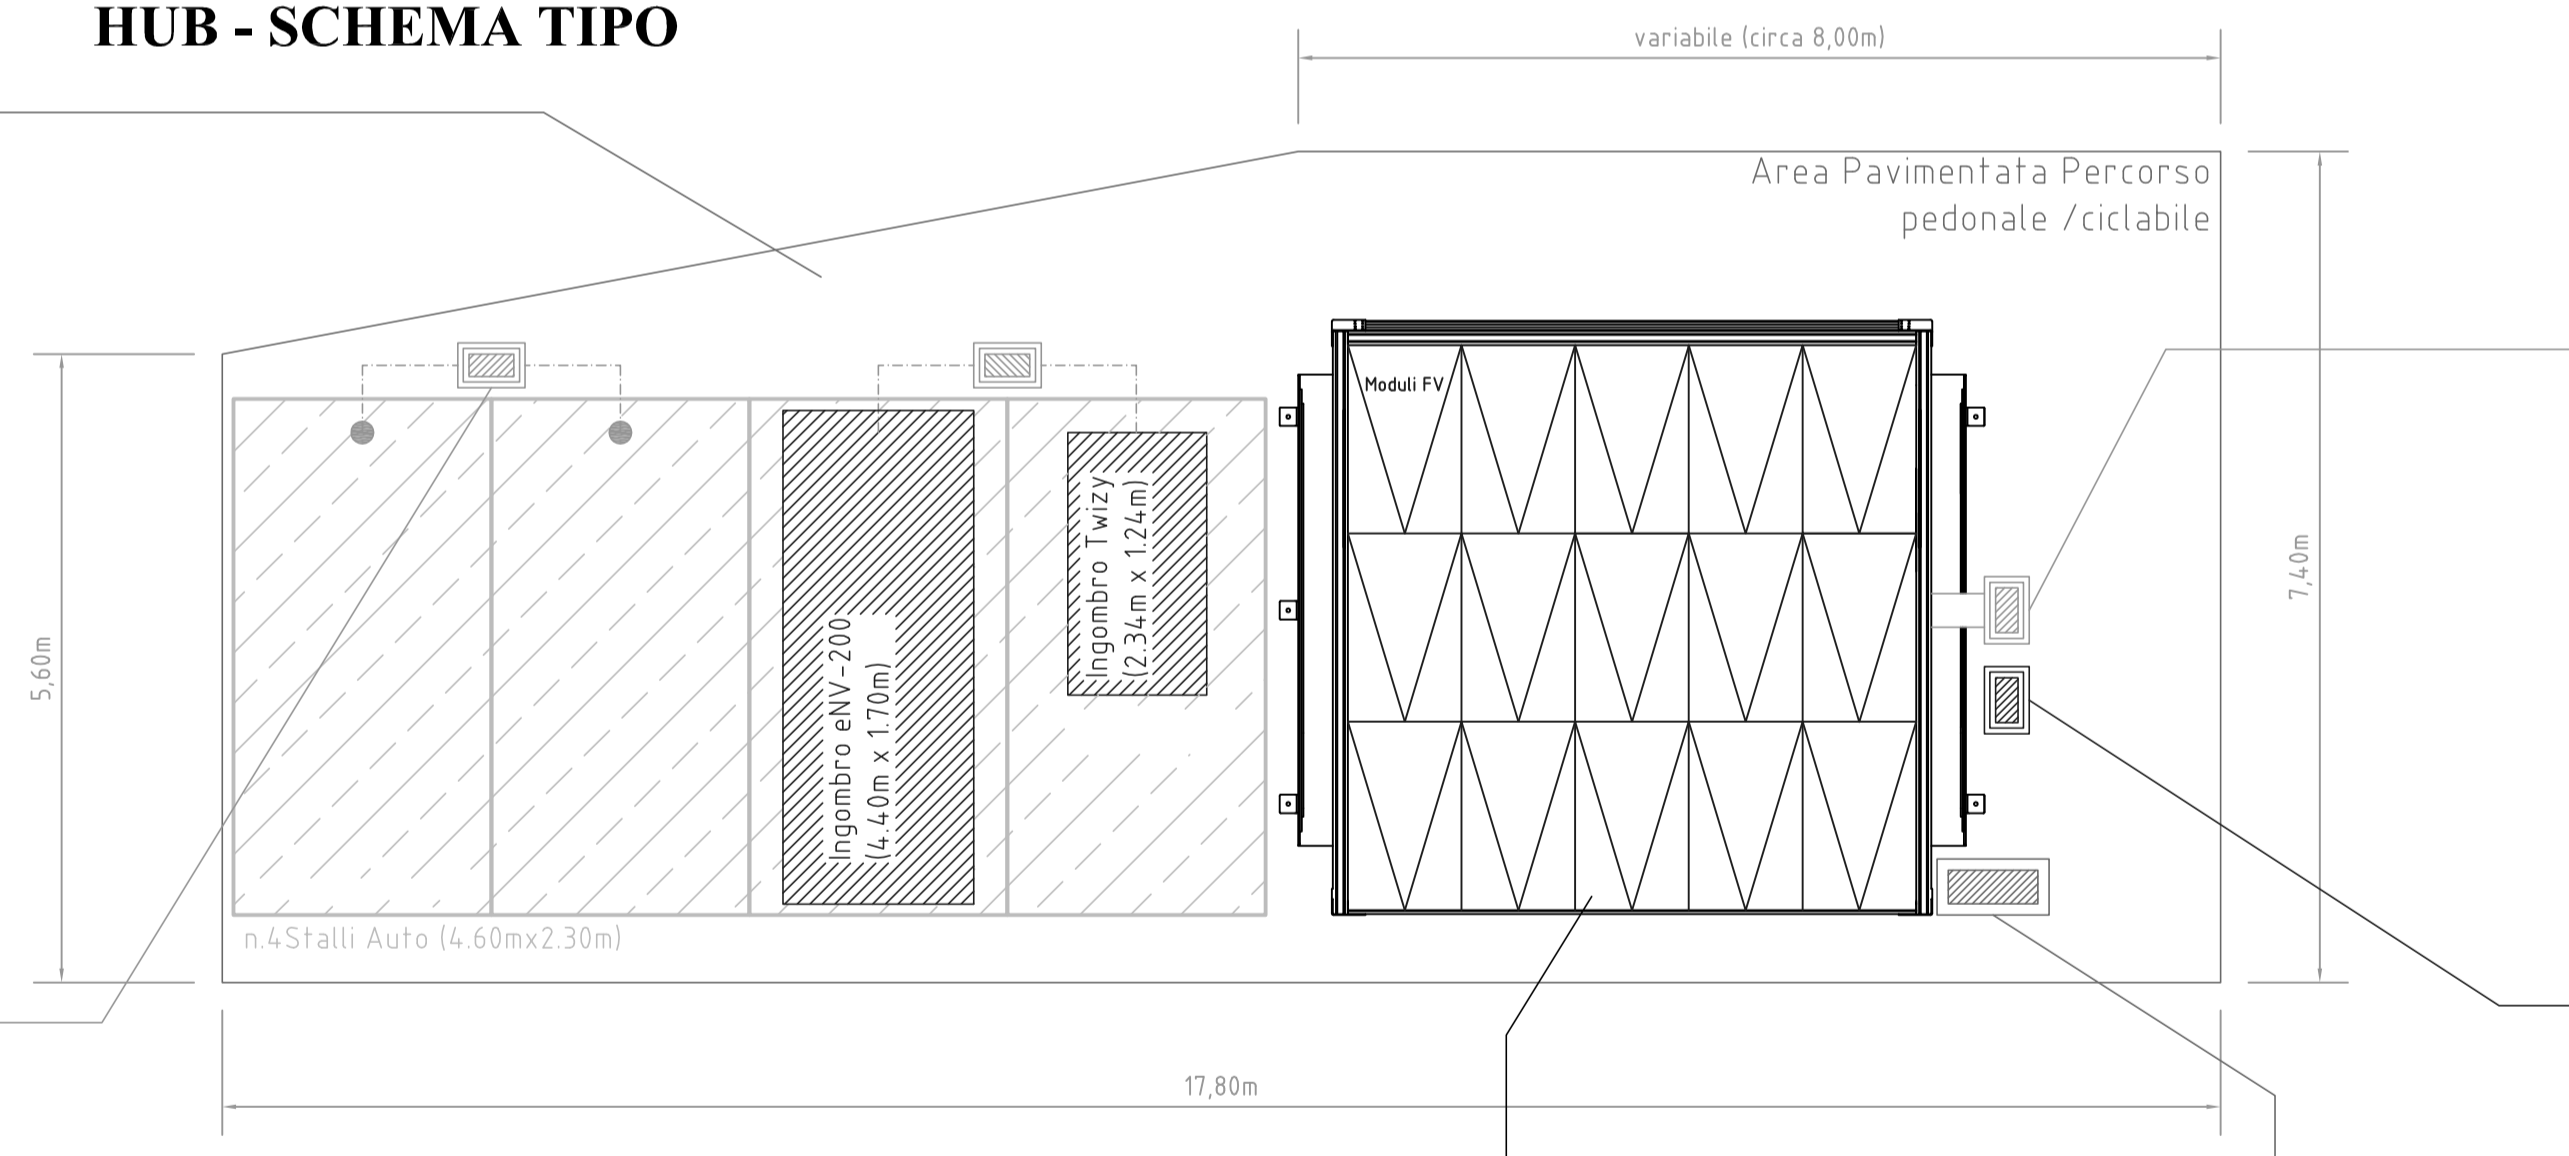 HUB - SCHEMA TIPO
variabile (circa 8,00m)
Area Pavimentata Percorso
pedonale /ciclabile
Moduli FV
Ingombro Twizy
(2.34m x 1.24m)
Ingombro eNV-200
(4.40m x 1.70m)
5,60m
7,40m
n.4Stalli Auto (4.60mx2.30m)
17,80m